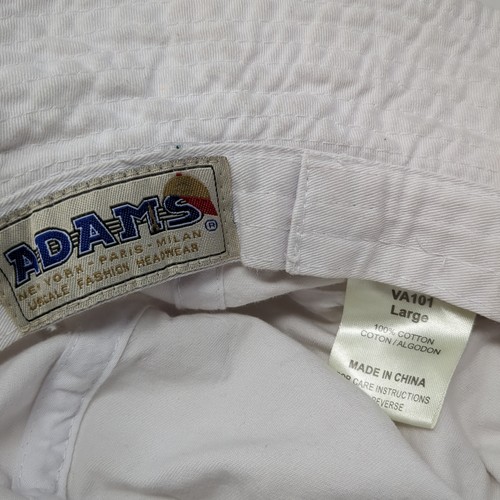 ADAMS®
NEW YORK - PARIS - MILAN
UPSCALE FASHION HEADWEAR
VA101
Large
100% COTTON
COTON/ALGODON
MADE IN CHINA
FOR CARE INSTRUCTIONS
REVERSE